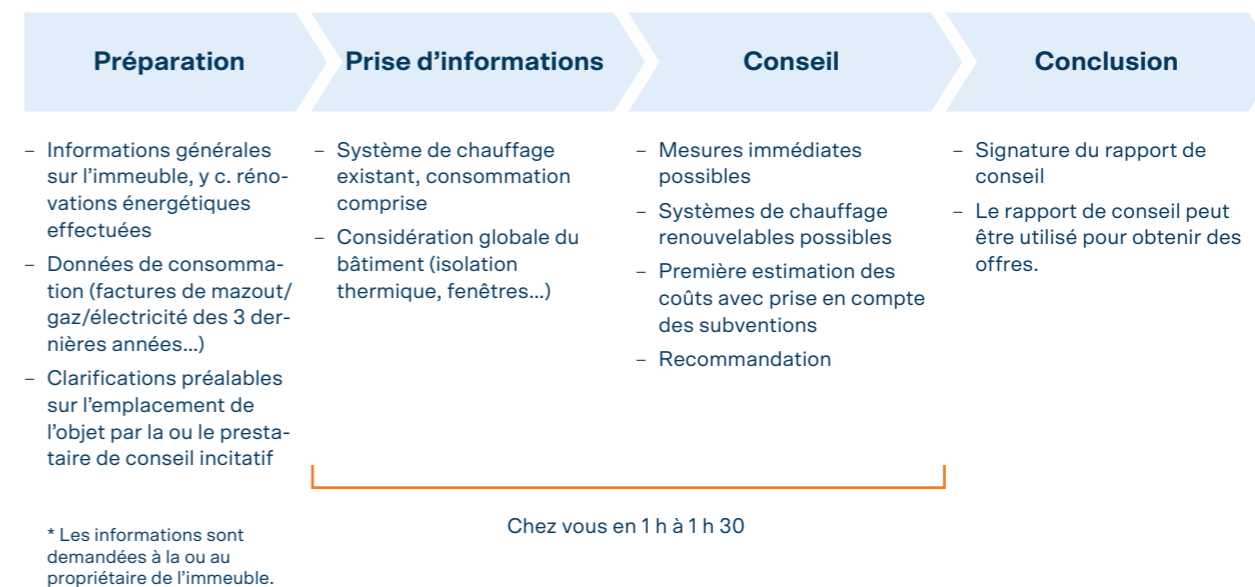 Préparation
– Informations générales
sur l’immeuble, y c. réno-
vations énergétiques
effectuées
– Données de consomma-
tion (factures de mazout/
gaz/électricité des 3 der-
nières années…)
– Clarifications préalables
sur l’emplacement de
l’objet par la ou le presta-
taire de conseil incitatif
* Les informations sont
demandées à la ou au
propriétaire de l’immeuble.
Prise d’informations
– Système de chauffage
existant, consommation
comprise
– Considération globale du
bâtiment (isolation
thermique, fenêtres…)
Conseil
– Mesures immédiates
possibles
– Systèmes de chauffage
renouvelables possibles
– Première estimation des
coûts avec prise en compte
des subventions
– Recommandation
Chez vous en 1 h à 1 h 30
Conclusion
– Signature du rapport de
conseil
– Le rapport de conseil peut
être utilisé pour obtenir des
offres.